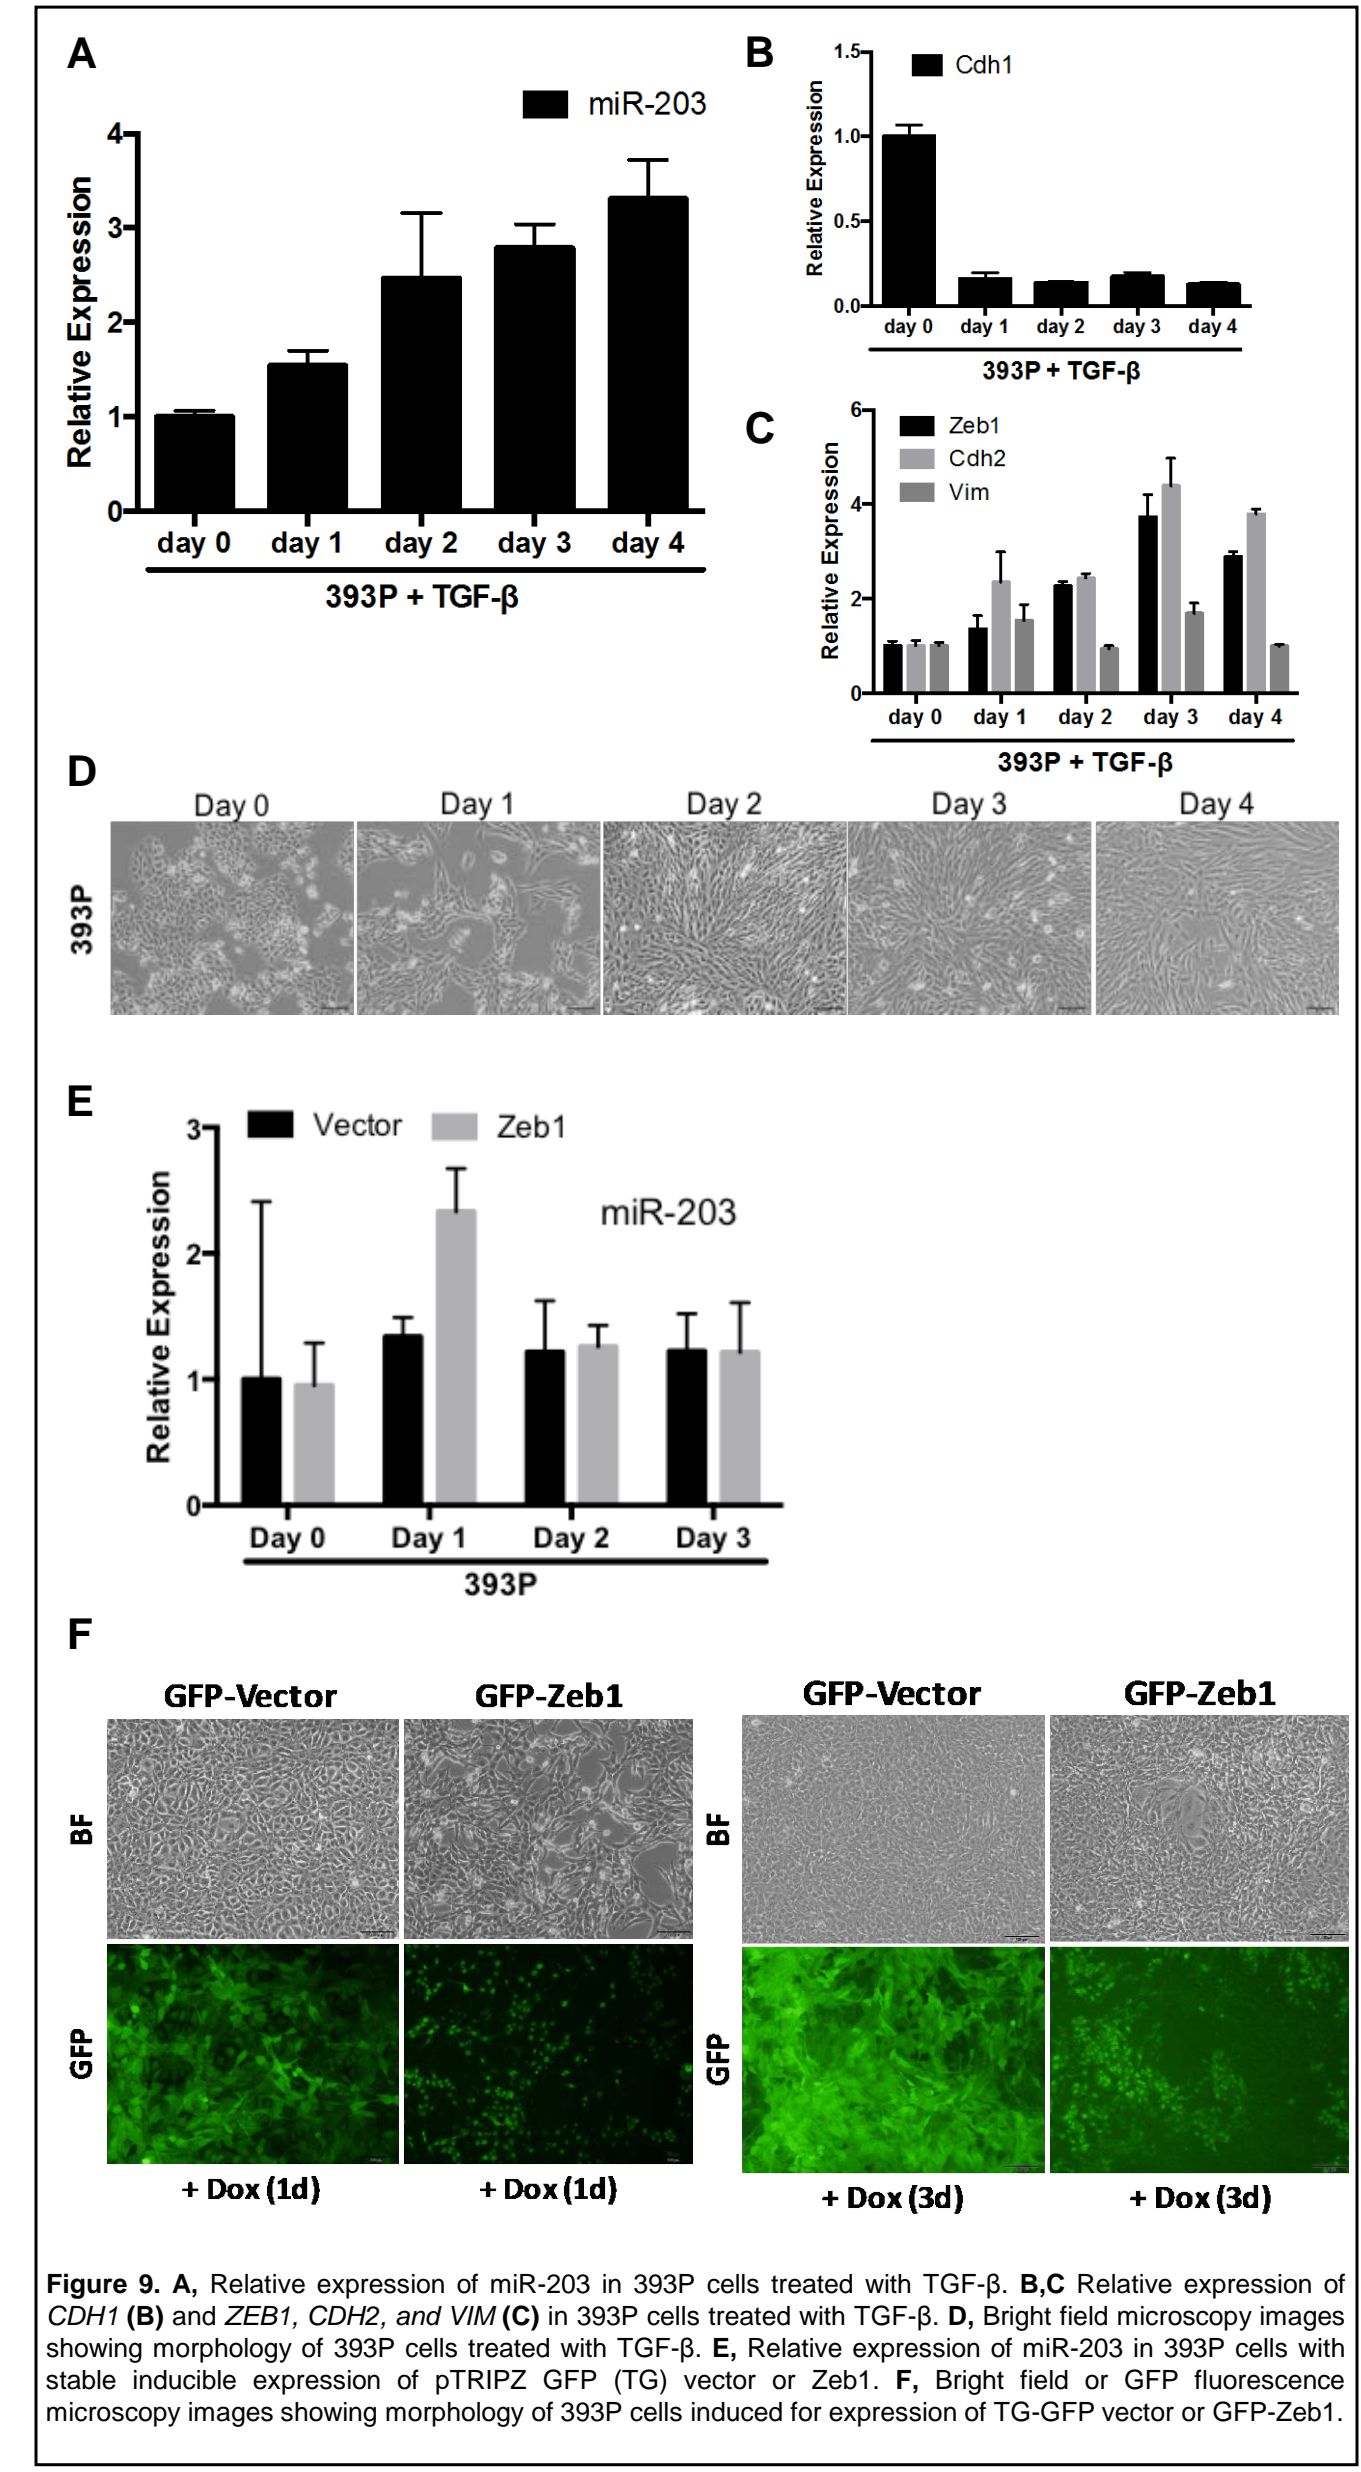 A
miR-203
4
3
2
1
0
Relative Expression
day 0 day 1 day 2 day 3 day 4
393P + TGF-β
B
Cdh1
1.5
1.0
0.5
0.0
Relative Expression
day 0 day 1 day 2 day 3 day 4
393P + TGF-β
C
Zeb1
Cdh2
Vim
6
4
2
0
Relative Expression
day 0 day 1 day 2 day 3 day 4
393P + TGF-β
D
Day 0 Day 1 Day 2 Day 3 Day 4
393P
E
Vector Zeb1
miR-203
3
2
1
0
Relative Expression
Day 0 Day 1 Day 2 Day 3
393P
F
GFP-Vector GFP-Zeb1 GFP-Vector GFP-Zeb1
BF BF
GFP GFP
+ Dox (1d) + Dox (1d) + Dox (3d) + Dox (3d)
Figure 9. A, Relative expression of miR-203 in 393P cells treated with TGF-β. B,C Relative expression of
CDH1 (B) and ZEB1, CDH2, and VIM (C) in 393P cells treated with TGF-β. D, Bright field microscopy images
showing morphology of 393P cells treated with TGF-β. E, Relative expression of miR-203 in 393P cells with
stable inducible expression of pTRIPZ GFP (TG) vector or Zeb1. F, Bright field or GFP fluorescence
microscopy images showing morphology of 393P cells induced for expression of TG-GFP vector or GFP-Zeb1.